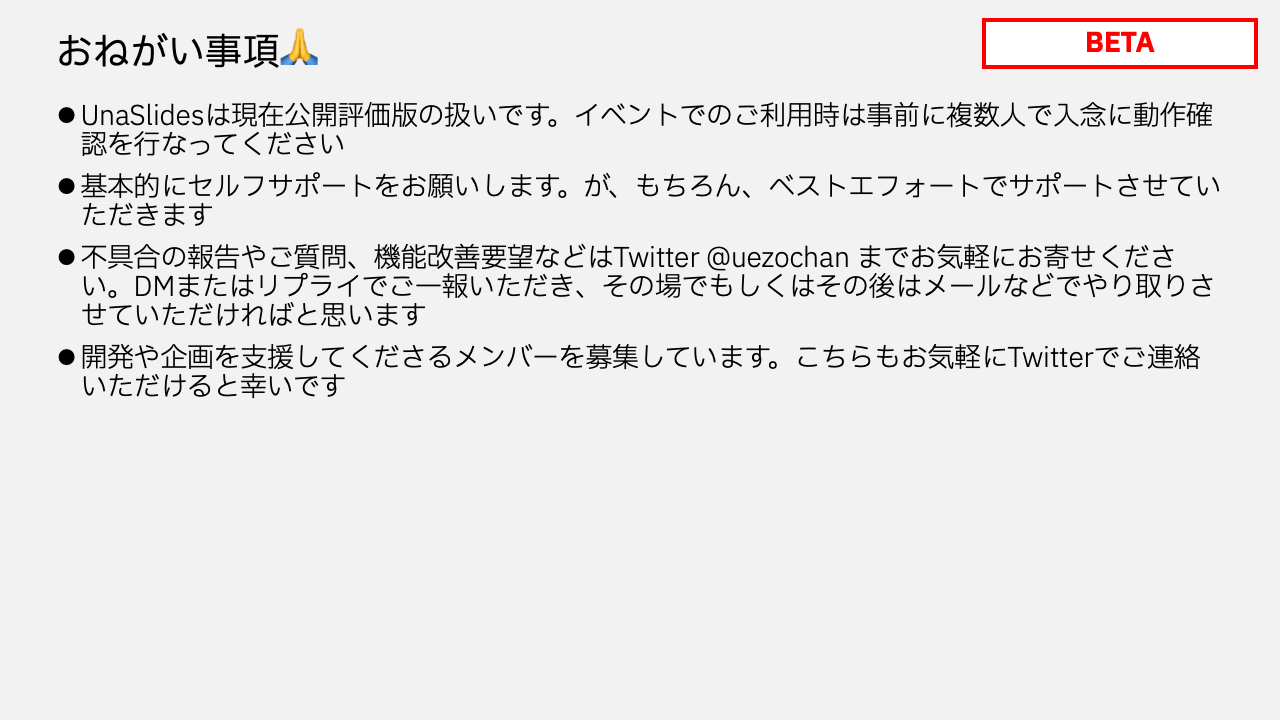 おねがい事項🙏
BETA
●UnaSlidesは現在公開評価版の扱いです。イベントでのご利用時は事前に複数人で入念に動作確
認を行なってください
●基本的にセルフサポートをお願いします。が、もちろん、ベストエフォートでサポートさせてい
ただきます
●不具合の報告やご質問、機能改善要望などはTwitter @uezochan までお気軽にお寄せくださ
い。DMまたはリプライでご一報いただき、その場でもしくはその後はメールなどでやり取りさ
せていただければと思います
●開発や企画を支援してくださるメンバーを募集しています。こちらもお気軽にTwitterでご連絡
いただけると幸いです